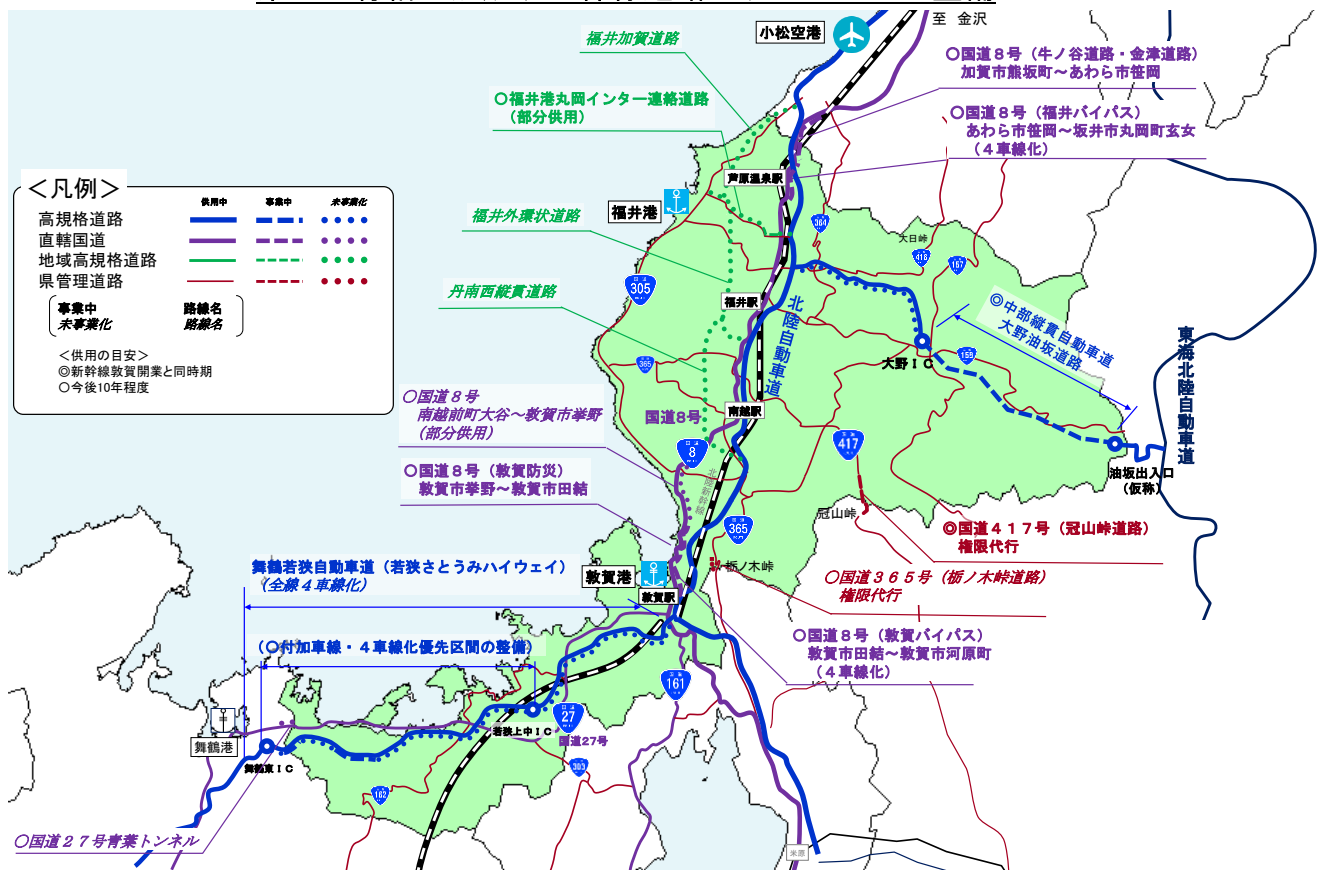 至 金沢
小松空港
福井加賀道路
○国道８号（牛ノ谷道路・金津道路）
加賀市熊坂町～あわら市笹岡
○福井港丸岡インター連絡道路
（部分供用）
○国道８号（福井バイパス）
あわら市笹岡～坂井市丸岡町玄女
（４車線化）
＜凡例＞
供用中 事業中 未事業化
高規格道路
直轄国道
地域高規格道路
県管理道路
事業中 路線名
未事業化 路線名
＜供用の目安＞
◎新幹線敦賀開業と同時期
○今後10年程度
芦原温泉駅
福井港
福井外環状道路
364
大日峠
416
157
305
丹南西縦貫道路
福井駅
北陸自動車道
◎中部縦貫自動車道
大野油坂道路
東海北陸自動車道
大野ＩＣ
158
365
○国道８号
南越前町大谷～敦賀市挙野
（部分供用）
国道8号
南越駅
8
417
油坂出入口
（仮称）
○国道８号（敦賀防災）
敦賀市挙野～敦賀市田結
北陸新幹線
冠山峠
365
◎国道４１７号（冠山峠道路）
権限代行
舞鶴若狭自動車道（若狭さとうみハイウェイ）
（全線４車線化）
敦賀港
栃ノ木峠
敦賀駅
○国道３６５号（栃ノ木峠道路）
権限代行
（○付加車線・４車線化優先区間の整備）
○国道８号（敦賀バイパス）
敦賀市田結～敦賀市河原町
（４車線化）
161
27
若狭上中ＩＣ
国道27号
舞鶴港
舞鶴東ＩＣ
303
162
○国道２７号青葉トンネル
米原